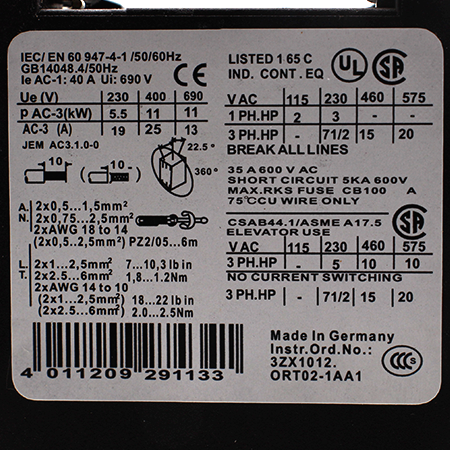 IEC/ EN 60 947-4-1 /50/60Hz
GB14048.4/50Hz
Ie AC-1: 40 A Ui: 690 V
CE
Ue (V) 230 400 690
p AC-3(kW) 5.5 11 11
AC-3 (A) 19 25 13
JEM AC3.1.0-0
10
(10-)
22.5°
360°
A. 2x0,5...1,5mm²
N. 2x0,75...2,5mm²
2xAWG 18 to 14
(2x0,5...2,5mm²) PZ2/05...6m
L. 2x1...2,5mm² 7...10,3 lb in
T. 2x2.5...6mm² 1,8...1.2Nm
2xAWG 14 to 10
(2x1...2,5mm²) 18...22 lb in
(2x2.5...6mm²) 2.0...2.5Nm
4 011209 291133
LISTED 1 65 C
IND. CONT. EQ
UL
SA
V AC 115 230 460 575
1 PH.HP 2 3 - -
3 PH.HP - 71/2 15 20
BREAK ALL LINES
35 A 600 V AC
SHORT CIRCUIT 5KA 600V
MAX.RKS FUSE CB100 A
75°CCU WIRE ONLY
CSAB44.1/ASME A 17.5
ELEVATOR USE
SA
V AC 115 230 460 575
3 PH.HP - 5 10 10
NO CURRENT SWITCHING
3 PH.HP - 71/2 15 20
Made In Germany
Instr.Ord.No.:
3ZX1012.
ORT02-1AA1
CCC